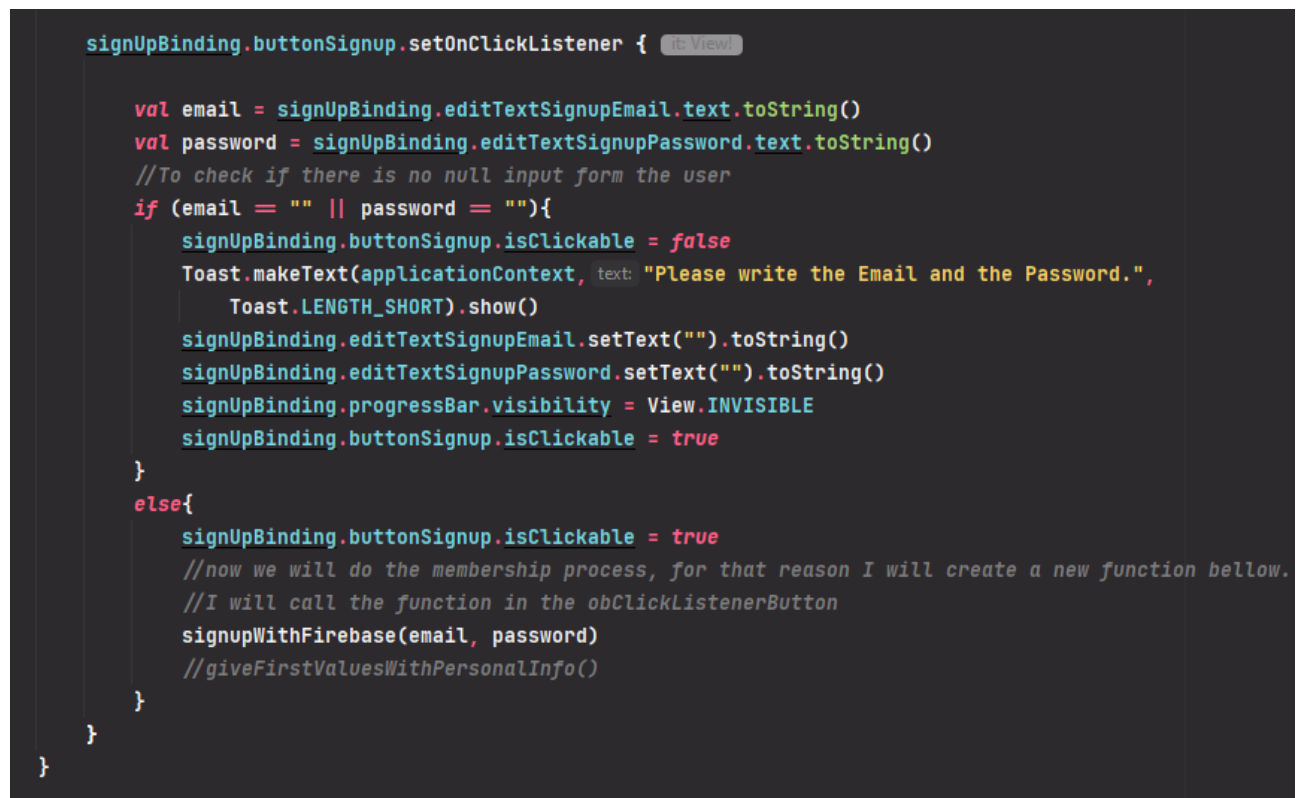 signUpBinding.buttonSignup.setOnClickListener { it: View!
val email = signUpBinding.editTextSignupEmail.text.toString()
val password = signUpBinding.editTextSignupPassword.text.toString()
//To check if there is no null input form the user
if (email == "" || password == ""){
signUpBinding.buttonSignup.isClickable = false
Toast.makeText(applicationContext, text: "Please write the Email and the Password.",
Toast.LENGTH_SHORT).show()
signUpBinding.editTextSignupEmail.setText("").toString()
signUpBinding.editTextSignupPassword.setText("").toString()
signUpBinding.progressBar.visibility = View.INVISIBLE
signUpBinding.buttonSignup.isClickable = true
}
else{
signUpBinding.buttonSignup.isClickable = true
//now we will do the membership process, for that reason I will create a new function bellow.
//I will call the function in the obClickListenerButton
signupWithFirebase(email, password)
//giveFirstValuesWithPersonalInfo()
}
}
}